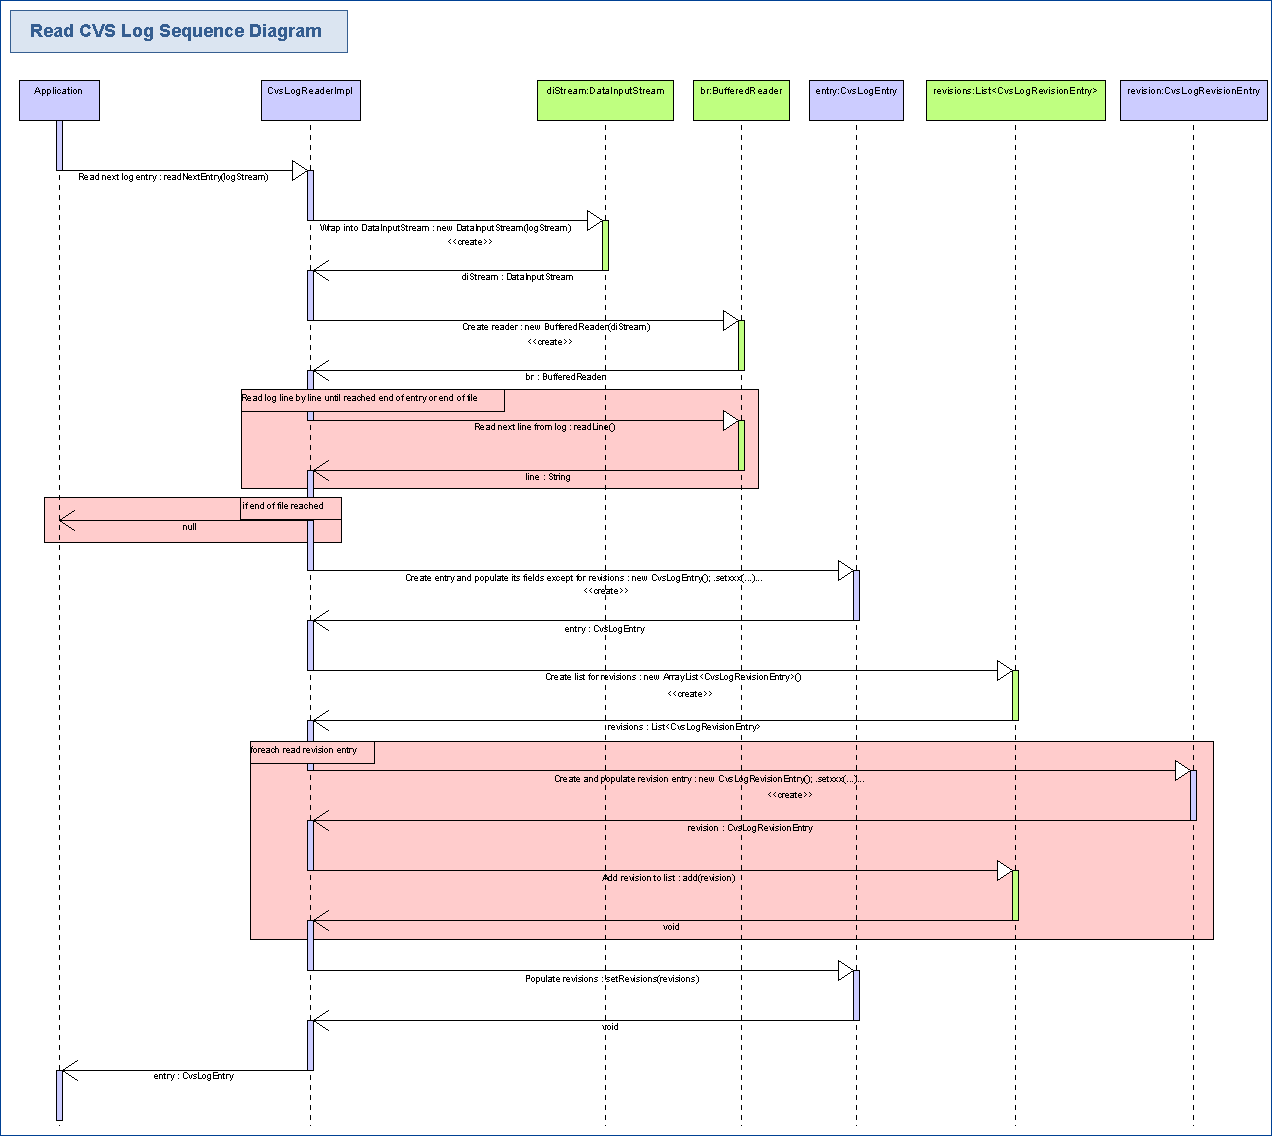 Read CVS Log Sequence Diagram
Application
CvsLogReaderImpl
diStream:DataInputStream
br:BufferedReader
entry:CvsLogEntry
revisions:List<CvsLogRevisionEntry>
revision:CvsLogRevisionEntry
Read next log entry : readNextEntry(logStream)
Wrap into DataInputStream : new DataInputStream(logStream)
<<create>>
diStream : DataInputStream
Create reader : new BufferedReader(diStream)
<<create>>
br : BufferedReader
Read log line by line until reached end of entry or end of file
Read next line from log : readLine()
line : String
if end of file reached
null
Create entry and populate its fields except for revisions : new CvsLogEntry(); .setxxx(...)...
<<create>>
entry : CvsLogEntry
Create list for revisions : new ArrayList<CvsLogRevisionEntry>()
<<create>>
revisions : List<CvsLogRevisionEntry>
foreach read revision entry
Create and populate revision entry : new CvsLogRevisionEntry(); .setxxx(...)...
<<create>>
revision : CvsLogRevisionEntry
Add revision to list : add(revision)
void
Populate revisions : setRevisions(revisions)
void
entry : CvsLogEntry